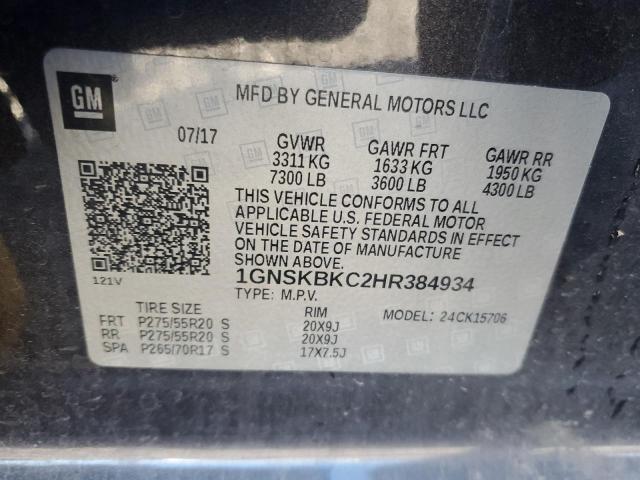 GM
MFD BY GENERAL MOTORS LLC
07/17 GVWR GAWR FRT GAWR RR
3311 KG 1633 KG 1950 KG
7300 LB 3600 LB 4300 LB
THIS VEHICLE CONFORMS TO ALL
APPLICABLE U.S. FEDERAL MOTOR
VEHICLE SAFETY STANDARDS IN EFFECT
ON THE DATE OF MANUFACTURE
SHOWN ABOVE.
1GNSKBKC2HR384934
121V
TYPE: M.P.V.
TIRE SIZE RIM MODEL: 24CK15706
FRT P275/55R20 S 20X9J
RR P275/55R20 S 20X9J
SPA P265/70R17 S 17X7.5J